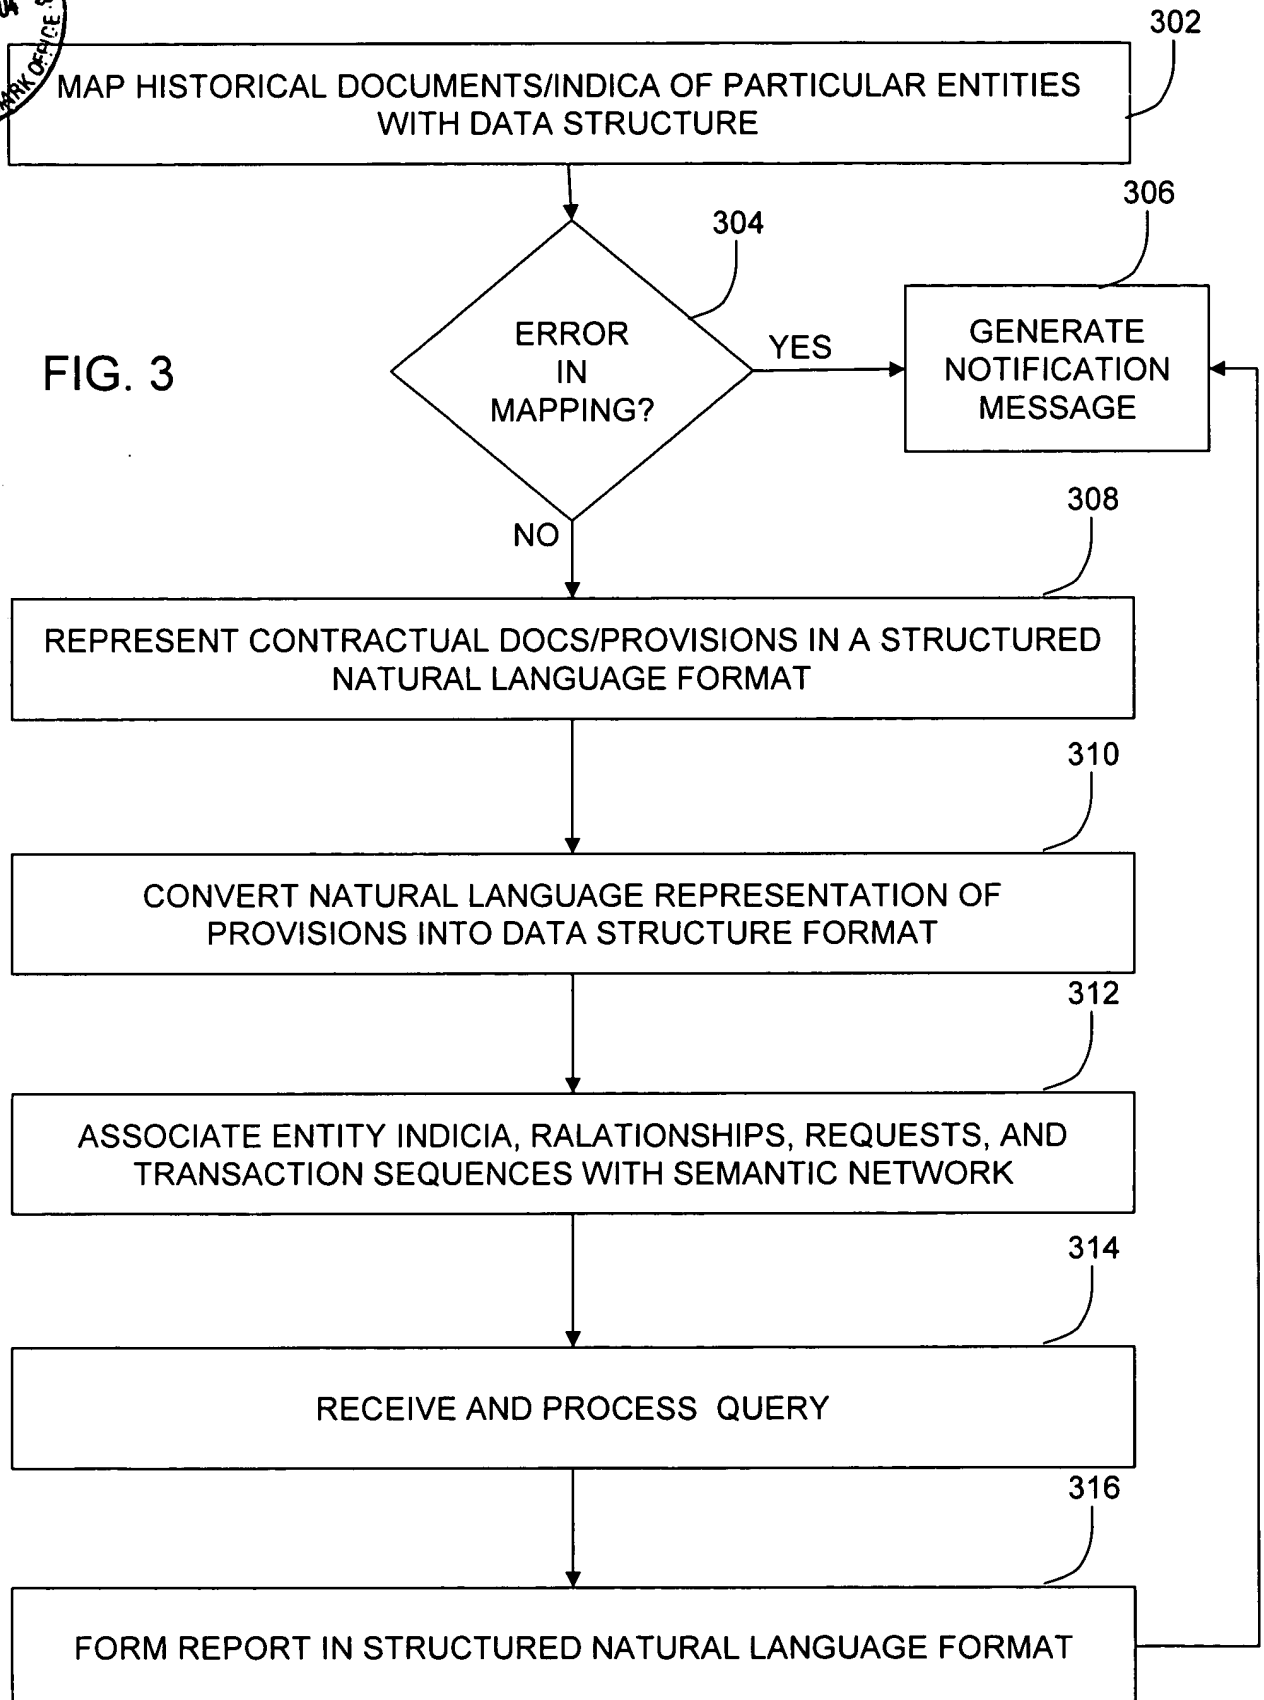 MARK OFFICE
302
MAP HISTORICAL DOCUMENTS/INDICA OF PARTICULAR ENTITIES
WITH DATA STRUCTURE
304
306
ERROR
IN
MAPPING?
YES
GENERATE
NOTIFICATION
MESSAGE
FIG. 3
NO
308
REPRESENT CONTRACTUAL DOCS/PROVISIONS IN A STRUCTURED
NATURAL LANGUAGE FORMAT
310
CONVERT NATURAL LANGUAGE REPRESENTATION OF
PROVISIONS INTO DATA STRUCTURE FORMAT
312
ASSOCIATE ENTITY INDICIA, RALATIONSHIPS, REQUESTS, AND
TRANSACTION SEQUENCES WITH SEMANTIC NETWORK
314
RECEIVE AND PROCESS QUERY
316
FORM REPORT IN STRUCTURED NATURAL LANGUAGE FORMAT